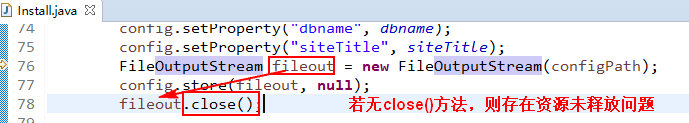 Install.java
74 config.setProperty("dbname", dbname);
75 config.setProperty("siteTitle", siteTitle);
76 FileOutputStream fileout = new FileOutputStream(configPath);
77 config.store(fileout, null);
78 fileout.close(); 若无close()方法，则存在资源未释放问题